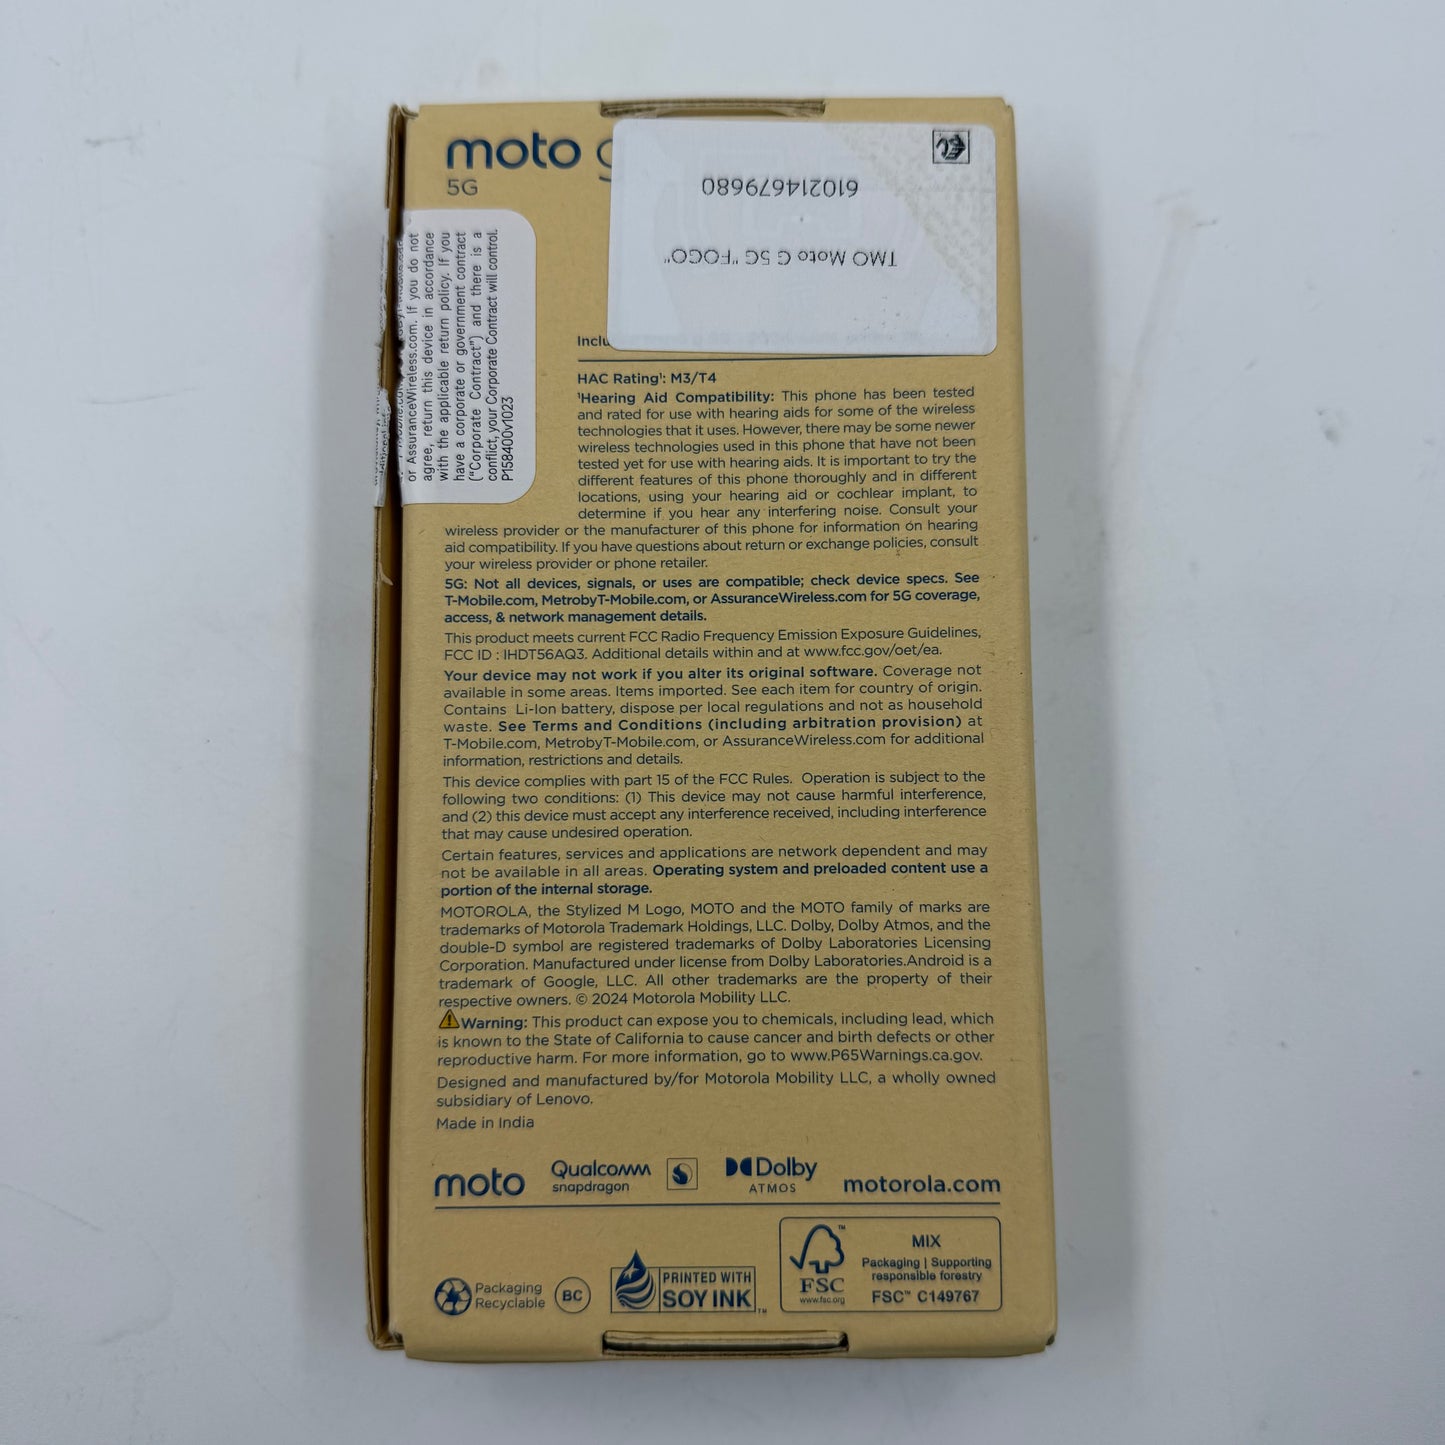 moto g
5G
610214679680
TMO Moto G 5G "FOGO"
or AssuranceWireless.com. If you do not
agree, return this device in accordance
with the applicable return policy. If you
have a corporate or government contract
("Corporate Contract") and there is a
conflict, your Corporate Contract will control.
P158400v1023
HAC Rating¹: M3/T4
¹Hearing Aid Compatibility: This phone has been tested
and rated for use with hearing aids for some of the wireless
technologies that it uses. However, there may be some newer
wireless technologies used in this phone that have not been
tested yet for use with hearing aids. It is important to try the
different features of this phone thoroughly and in different
locations, using your hearing aid or cochlear implant, to
determine if you hear any interfering noise. Consult your
wireless provider or the manufacturer of this phone for information on hearing
aid compatibility. If you have questions about return or exchange policies, consult
your wireless provider or phone retailer.
5G: Not all devices, signals, or uses are compatible; check device specs. See
T-Mobile.com, MetrobyT-Mobile.com, or AssuranceWireless.com for 5G coverage,
access, & network management details.
This product meets current FCC Radio Frequency Emission Exposure Guidelines,
FCC ID : IHDT56AQ3. Additional details within and at www.fcc.gov/oet/ea.
Your device may not work if you alter its original software. Coverage not
available in some areas. Items imported. See each item for country of origin.
Contains Li-Ion battery, dispose per local regulations and not as household
waste. See Terms and Conditions (including arbitration provision) at
T-Mobile.com, MetrobyT-Mobile.com, or AssuranceWireless.com for additional
information, restrictions and details.
This device complies with part 15 of the FCC Rules. Operation is subject to the
following two conditions: (1) This device may not cause harmful interference,
and (2) this device must accept any interference received, including interference
that may cause undesired operation.
Certain features, services and applications are network dependent and may
not be available in all areas. Operating system and preloaded content use a
portion of the internal storage.
MOTOROLA, the Stylized M Logo, MOTO and the MOTO family of marks are
trademarks of Motorola Trademark Holdings, LLC. Dolby, Dolby Atmos, and the
double-D symbol are registered trademarks of Dolby Laboratories Licensing
Corporation. Manufactured under license from Dolby Laboratories.Android is a
trademark of Google, LLC. All other trademarks are the property of their
respective owners. © 2024 Motorola Mobility LLC.
Warning: This product can expose you to chemicals, including lead, which
is known to the State of California to cause cancer and birth defects or other
reproductive harm. For more information, go to www.P65Warnings.ca.gov.
Designed and manufactured by/for Motorola Mobility LLC, a wholly owned
subsidiary of Lenovo.
Made in India
moto
Qualcomm
snapdragon
Dolby
ATMOS
motorola.com
Packaging
Recyclable
BC
PRINTED WITH
SOY INK™
FSC
www.fsc.org
MIX
Packaging | Supporting
responsible forestry
FSC™ C149767